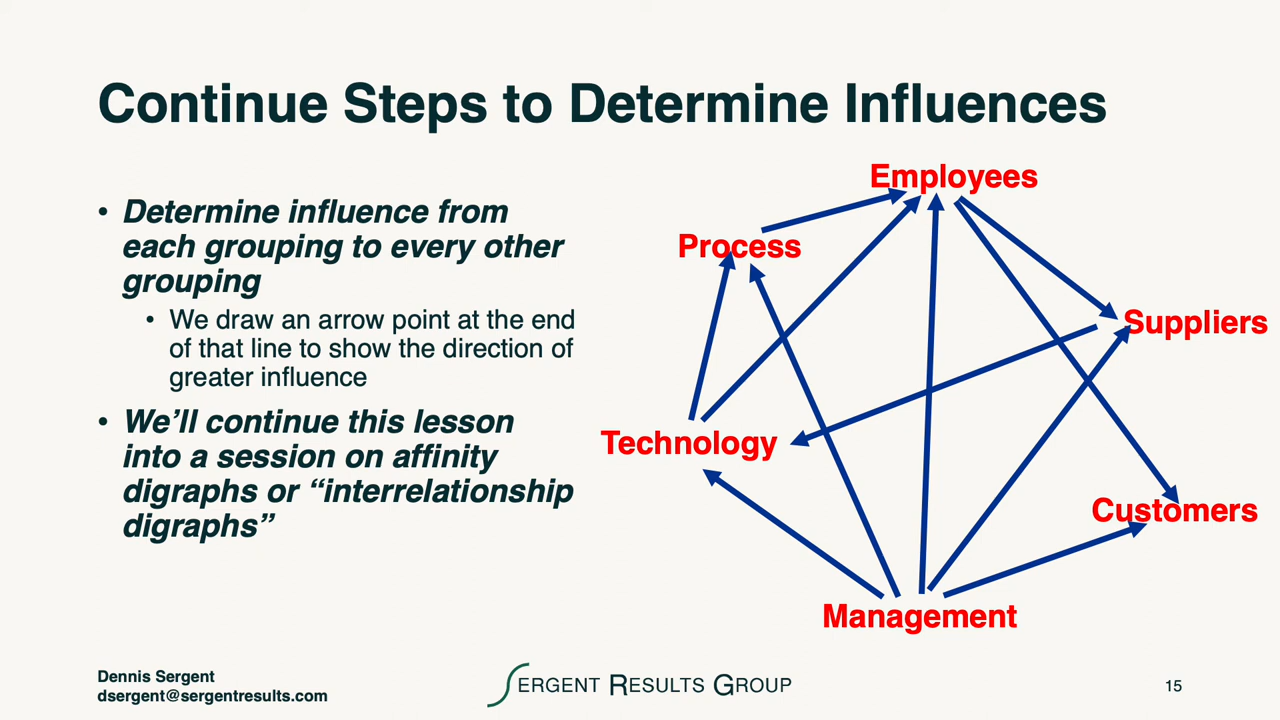 Continue Steps to Determine Influences
• Determine influence from
each grouping to every other
grouping
• We draw an arrow point at the end
of that line to show the direction of
greater influence
• We’ll continue this lesson
into a session on affinity
digraphs or “interrelationship
digraphs”
Employees
Process
Suppliers
Technology
Customers
Management
Dennis Sergent
dsergent@sergentresults.com
SERGENT RESULTS GROUP
15